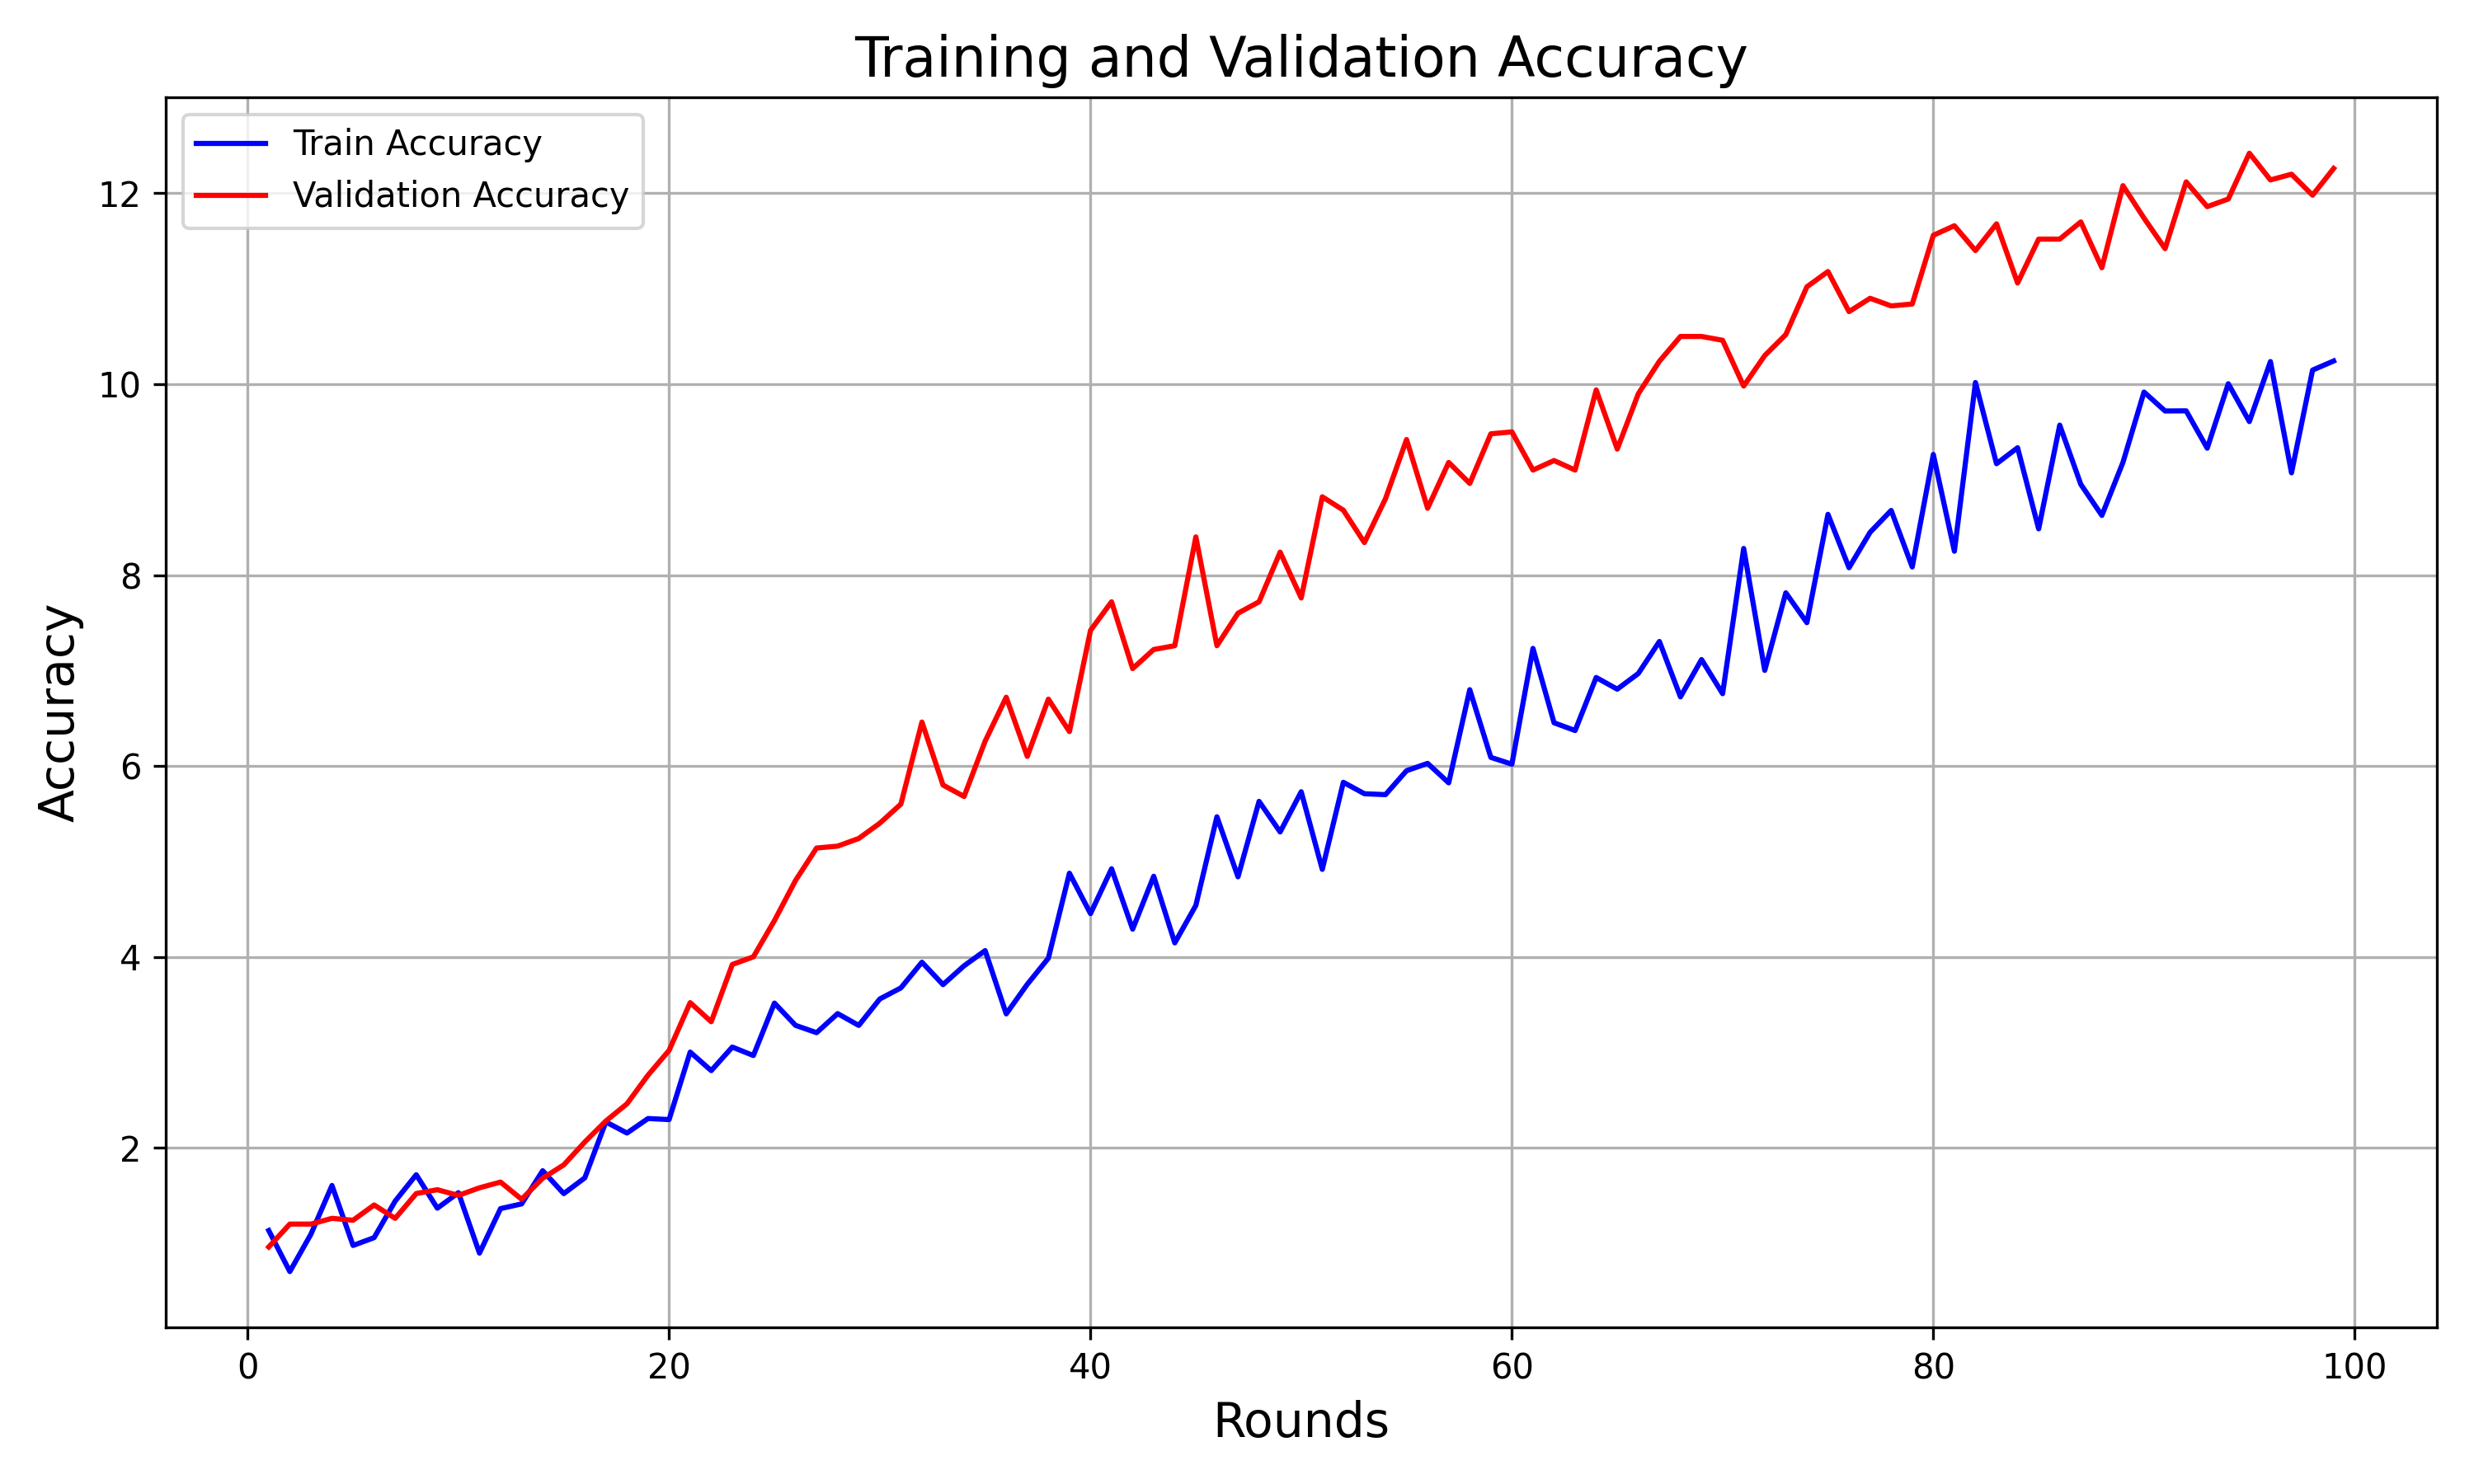 Training and Validation Accuracy
Train Accuracy
Validation Accuracy
Accuracy
12
10
8
6
4
2
0 20 40 60 80 100
Rounds